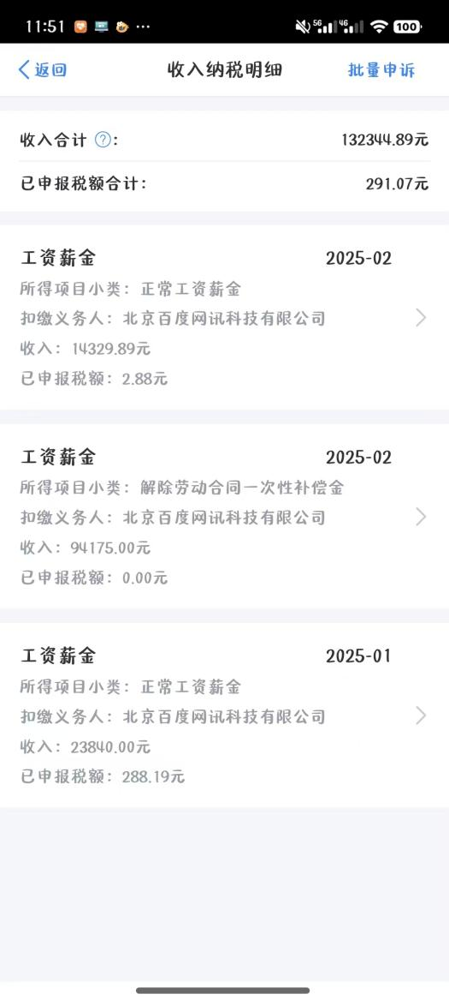 11:51 ... 5G 4G 100
返回 收入纳税明细 批量申诉
收入合计 ?: 132344.89元
已申报税额合计: 291.07元
工资薪金 2025-02
所得项目小类：正常工资薪金
扣缴义务人：北京百度网讯科技有限公司
收入：14329.89元
已申报税额：2.88元
工资薪金 2025-02
所得项目小类：解除劳动合同一次性补偿金
扣缴义务人：北京百度网讯科技有限公司
收入：94175.00元
已申报税额：0.00元
工资薪金 2025-01
所得项目小类：正常工资薪金
扣缴义务人：北京百度网讯科技有限公司
收入：23840.00元
已申报税额：288.19元